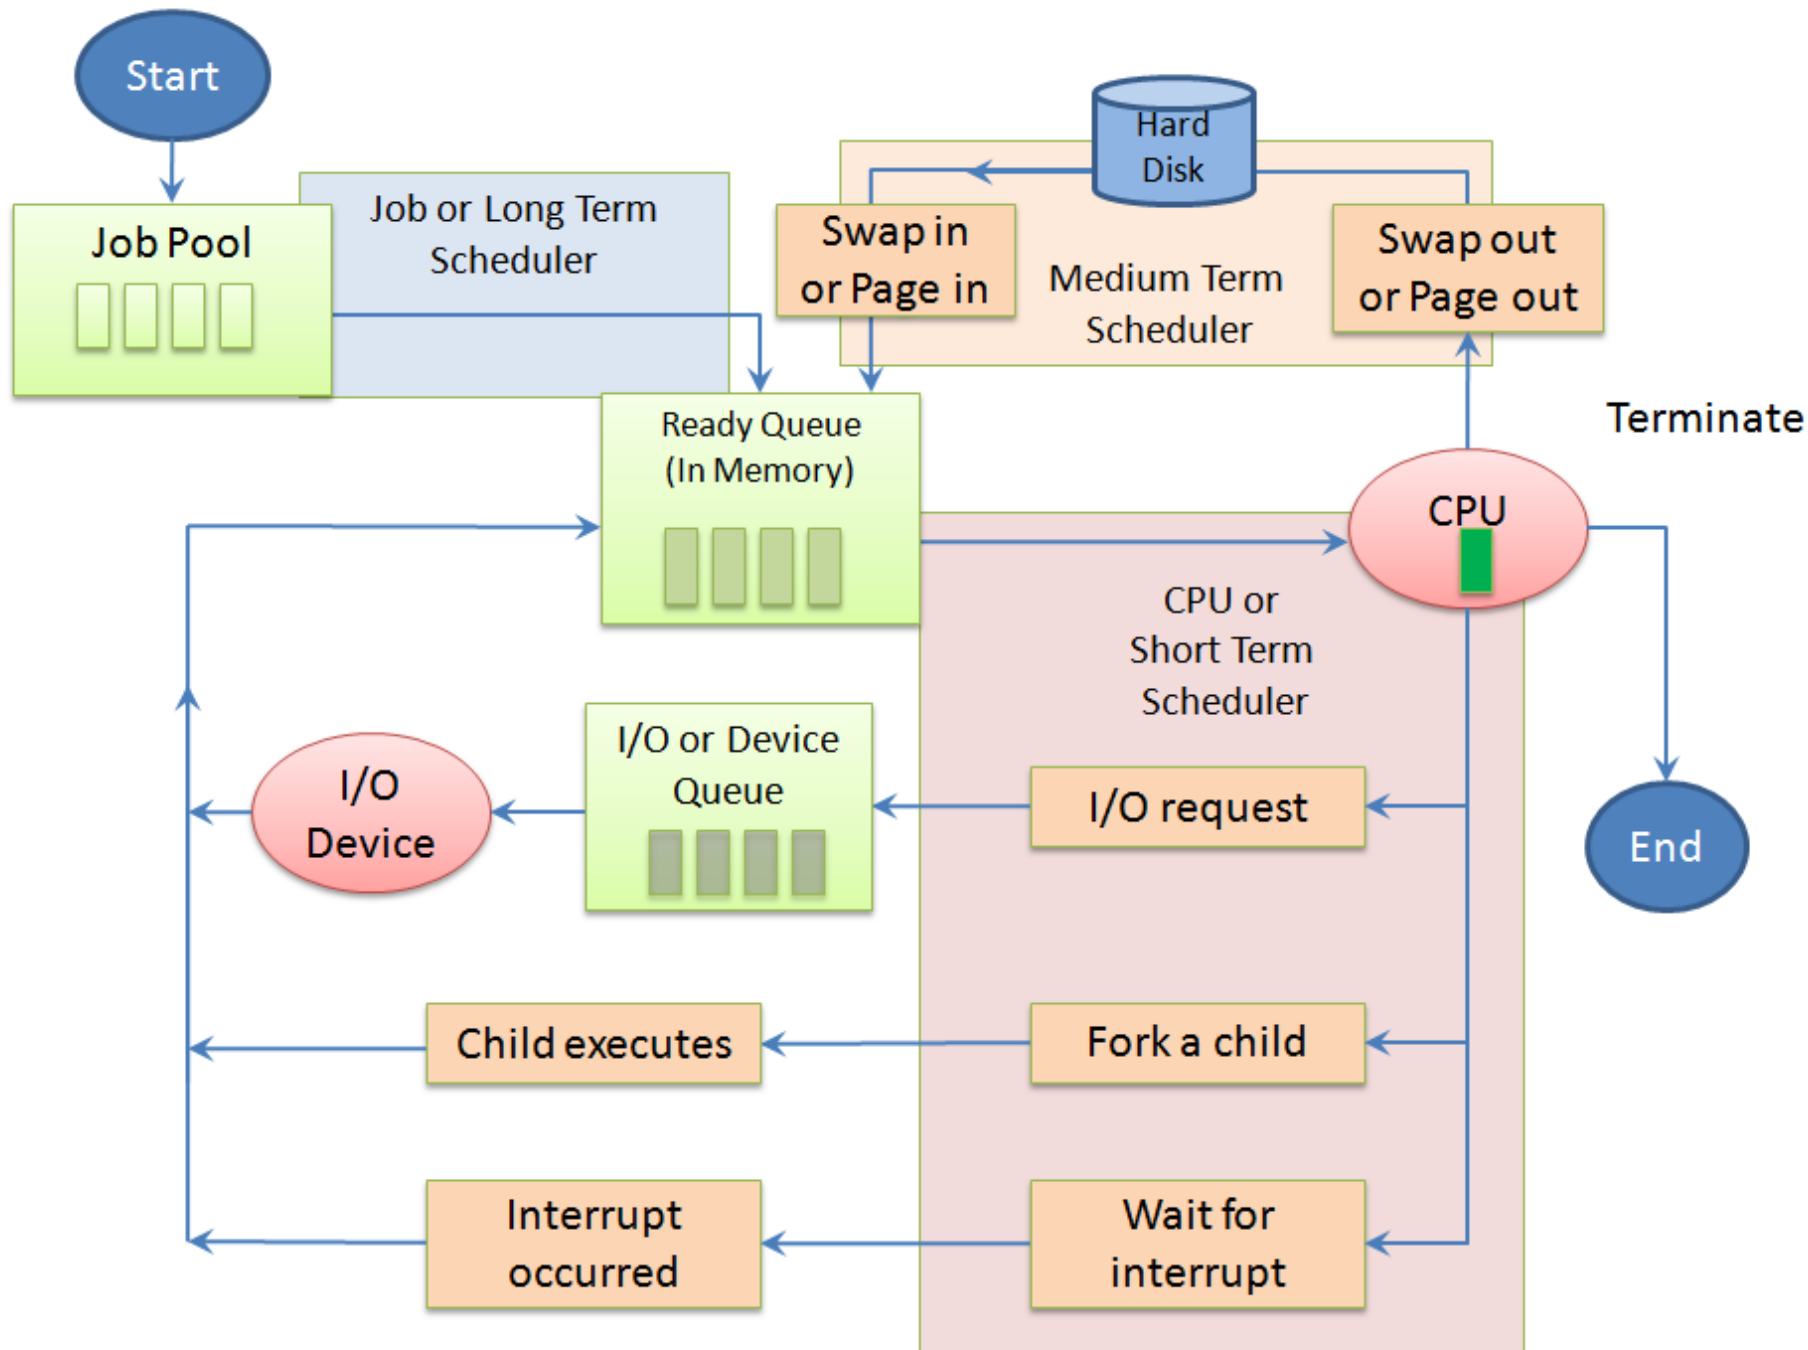 Start
Job Pool
Job or Long Term
Scheduler
Hard
Disk
Swap in
or Page in
Medium Term
Scheduler
Swap out
or Page out
Terminate
Ready Queue
(In Memory)
CPU
CPU or
Short Term
Scheduler
I/O
Device
I/O or Device
Queue
I/O request
End
Child executes
Fork a child
Interrupt
occurred
Wait for
interrupt